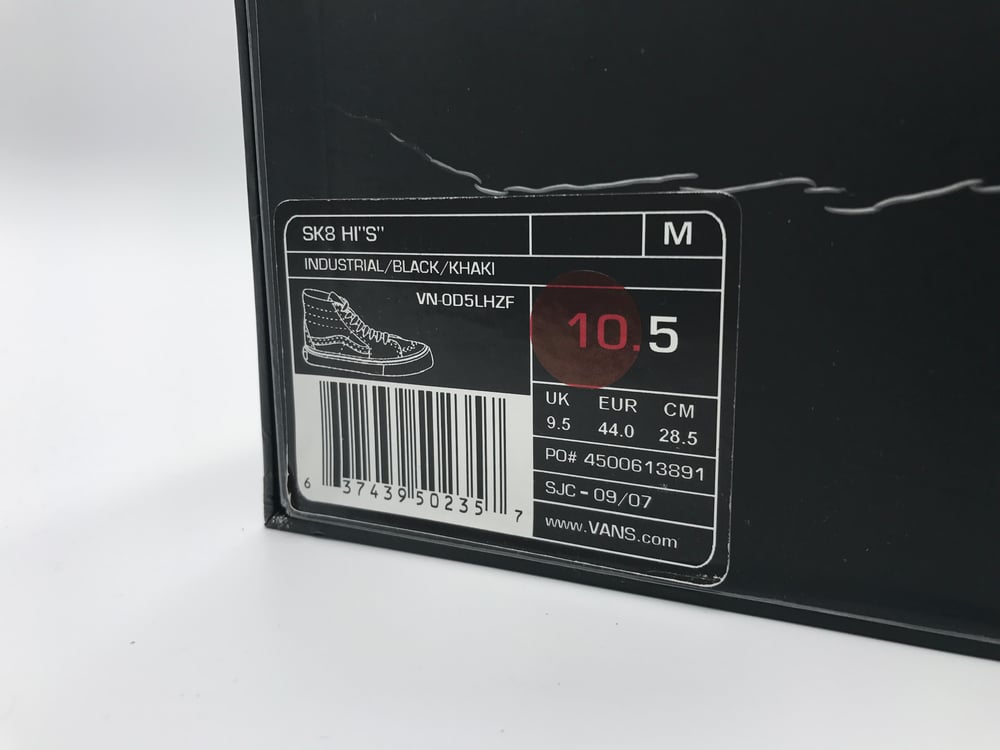 SK8 HI"S"
M
INDUSTRIAL/BLACK/KHAKI
VN-0D5LHZF
10.5
UK EUR CM
9.5 44.0 28.5
PO# 4500613891
SJC - 09/07
www.VANS.com
6 37439 50235 7